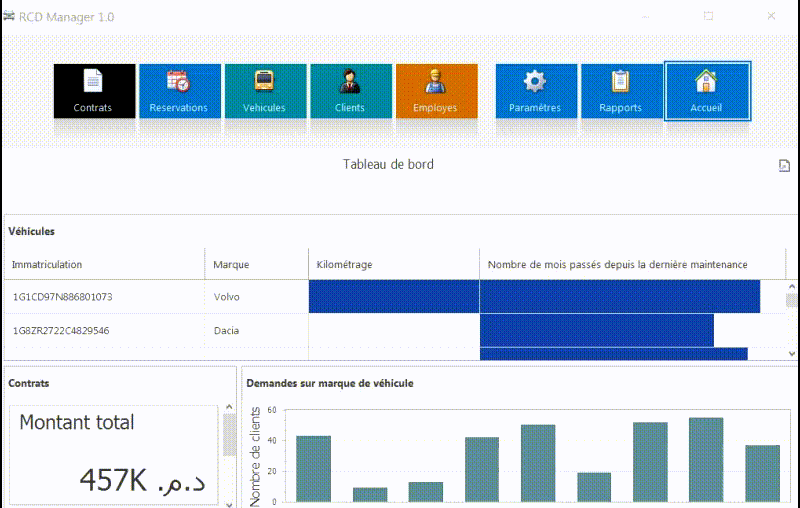 RCD Manager 1.0
Contrats
Reservations
Vehicules
Clients
Employes
Paramétres
Rapports
Accueil
Tableau de bord
Véhicules
Immatriculation
Marque
Kilométrage
Nombre de mois passés depuis la dernière maintenance
1G1CD97N886801073
Volvo
1G8ZR2722C4829546
Dacia
Contrats
Montant total
457K د.م.
Demandes sur marque de véhicule
Nombre de clients
60
40
20
0